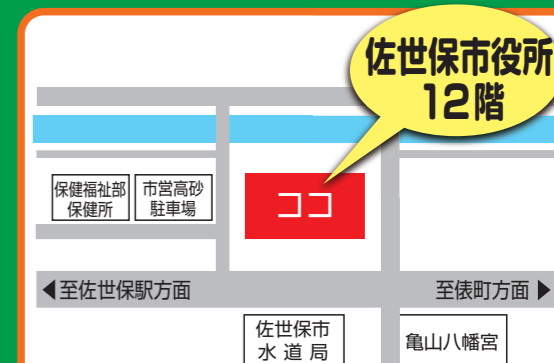 佐世保市役所
12階
保健福祉部
保健所
市営高砂
駐車場
ココ
◀至佐世保駅方面
至俵町方面▶
佐世保市
水道局
亀山八幡宮